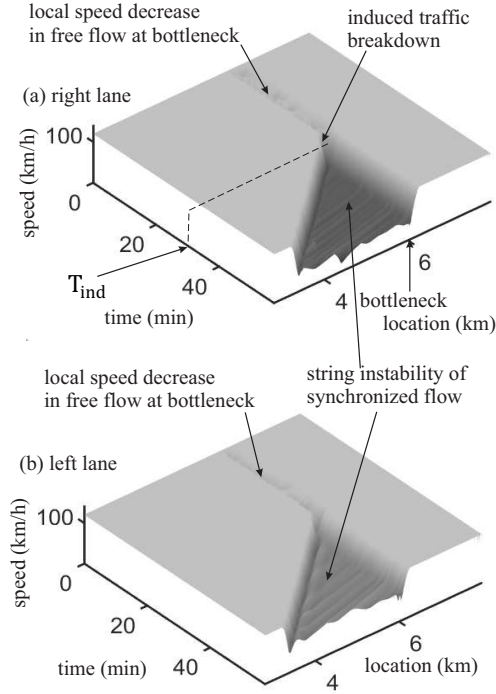 local speed decrease
in free flow at bottleneck
induced traffic
breakdown
(a) right lane
speed (km/h)
100
0
20
40
T_ind
time (min)
4
6
bottleneck
location (km)
local speed decrease
in free flow at bottleneck
string instability of
synchronized flow
(b) left lane
speed (km/h)
100
0
20
40
time (min)
4
6
location (km)